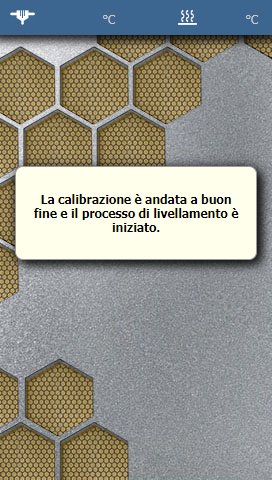 °C °C
La calibrazione è andata a buon
fine e il processo di livellamento è
iniziato.